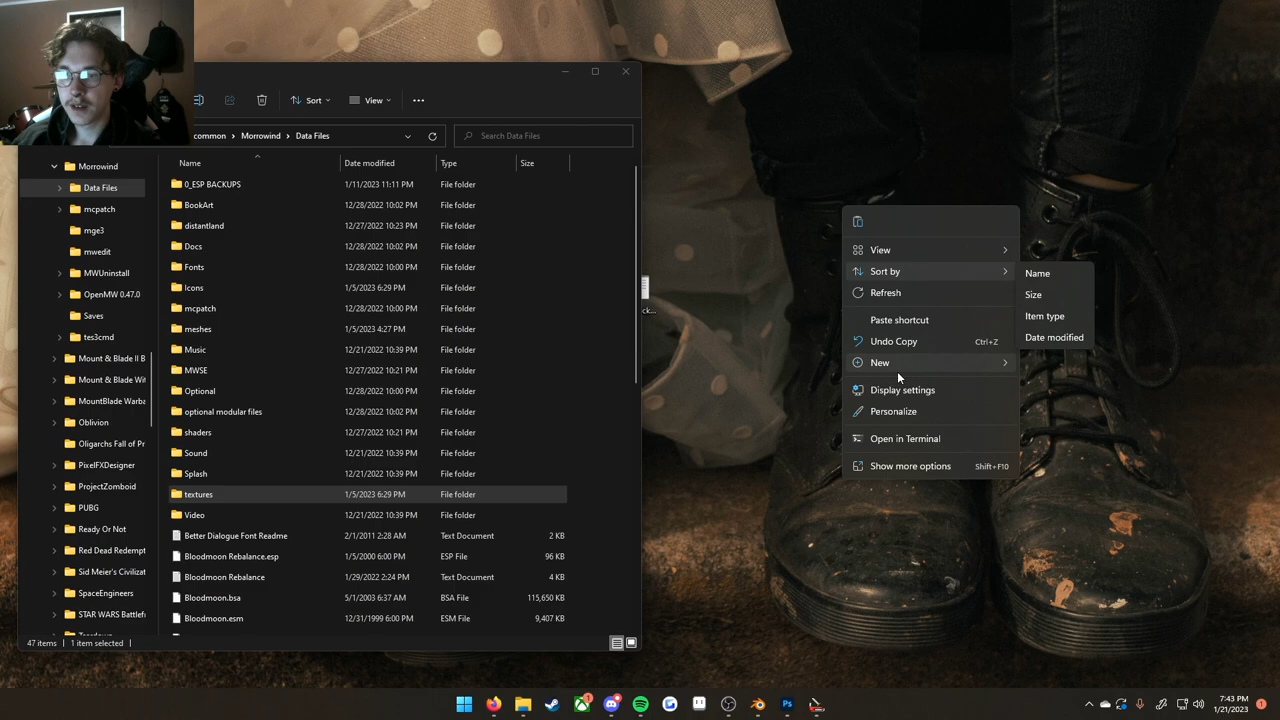 Sort
View
common > Morrowind > Data Files
Search Data Files
Name
Date modified
Type
Size
Morrowind
Data Files
mcpatch
mge3
mwedit
MWUninstall
OpenMW 0.47.0
Saves
tes3cmd
Mount & Blade II B
Mount & Blade Wit
MountBlade Warba
Oblivion
Oligarchs Fall of Pr
PixelFXDesigner
ProjectZomboid
PUBG
Ready Or Not
Red Dead Redempt
Sid Meier's Civilizat
SpaceEngineers
STAR WARS Battlefr
0_ESP BACKUPS 1/11/2023 11:11 PM File folder
BookArt 12/28/2022 10:02 PM File folder
distantland 12/27/2022 10:23 PM File folder
Docs 12/28/2022 10:02 PM File folder
Fonts 12/28/2022 10:00 PM File folder
Icons 1/5/2023 6:29 PM File folder
mcpatch 12/28/2022 10:00 PM File folder
meshes 1/5/2023 4:27 PM File folder
Music 12/21/2022 10:39 PM File folder
MWSE 12/27/2022 10:21 PM File folder
Optional 12/28/2022 10:00 PM File folder
optional modular files 12/28/2022 10:02 PM File folder
shaders 12/27/2022 10:21 PM File folder
Sound 12/21/2022 10:39 PM File folder
Splash 12/21/2022 10:39 PM File folder
textures 1/5/2023 6:29 PM File folder
Video 12/21/2022 10:39 PM File folder
Better Dialogue Font Readme 2/1/2011 2:28 AM Text Document 2 KB
Bloodmoon Rebalance.esp 1/5/2000 6:00 PM ESP File 96 KB
Bloodmoon Rebalance 1/29/2022 2:24 PM Text Document 4 KB
Bloodmoon.bsa 5/1/2003 6:37 AM BSA File 115,650 KB
Bloodmoon.esm 12/31/1999 6:00 PM ESM File 9,407 KB
47 items
1 item selected
ck...
View
Sort by
Refresh
Paste shortcut
Undo Copy Ctrl+Z
New
Display settings
Personalize
Open in Terminal
Show more options Shift+F10
Name
Size
Item type
Date modified
7:43 PM
1/21/2023